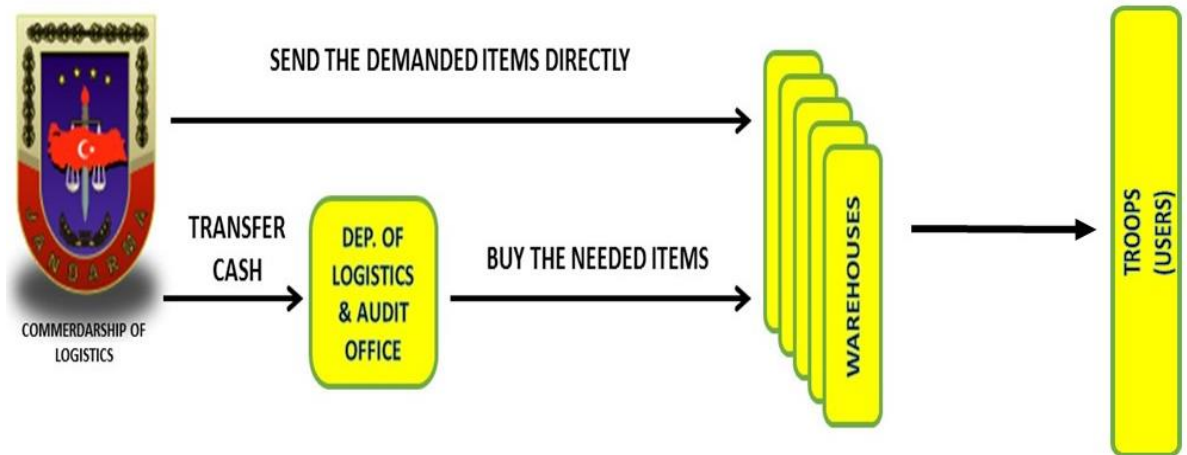 SEND THE DEMANDED ITEMS DIRECTLY
JANDARMA
COMMERDARSHIP OF
LOGISTICS
TRANSFER
CASH
DEP. OF
LOGISTICS
& AUDIT
OFFICE
BUY THE NEEDED ITEMS
WAREHOUSES
TROOPS
(USERS)